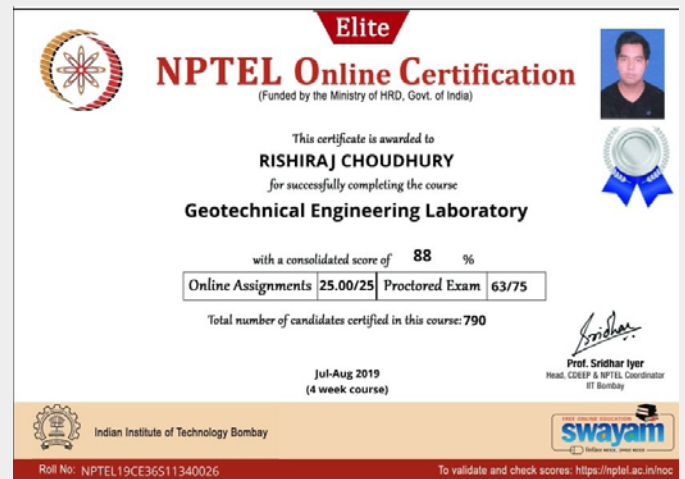 Elite
NPTEL Online Certification
(Funded by the Ministry of HRD, Govt. of India)
This certificate is awarded to
RISHIRAJ CHOUDHURY
for successfully completing the course
Geotechnical Engineering Laboratory
with a consolidated score of 88 %
Online Assignments 25.00/25 Proctored Exam 63/75
Total number of candidates certified in this course: 790
Sridhar
Prof. Sridhar Iyer
Head, CDEEP & NPTEL Coordinator
IIT Bombay
Jul-Aug 2019
(4 week course)
Indian Institute of Technology Bombay
FREE ONLINE EDUCATION
swayam
Roll No: NPTEL19CE36S11340026
To validate and check scores: https://nptel.ac.in/noc